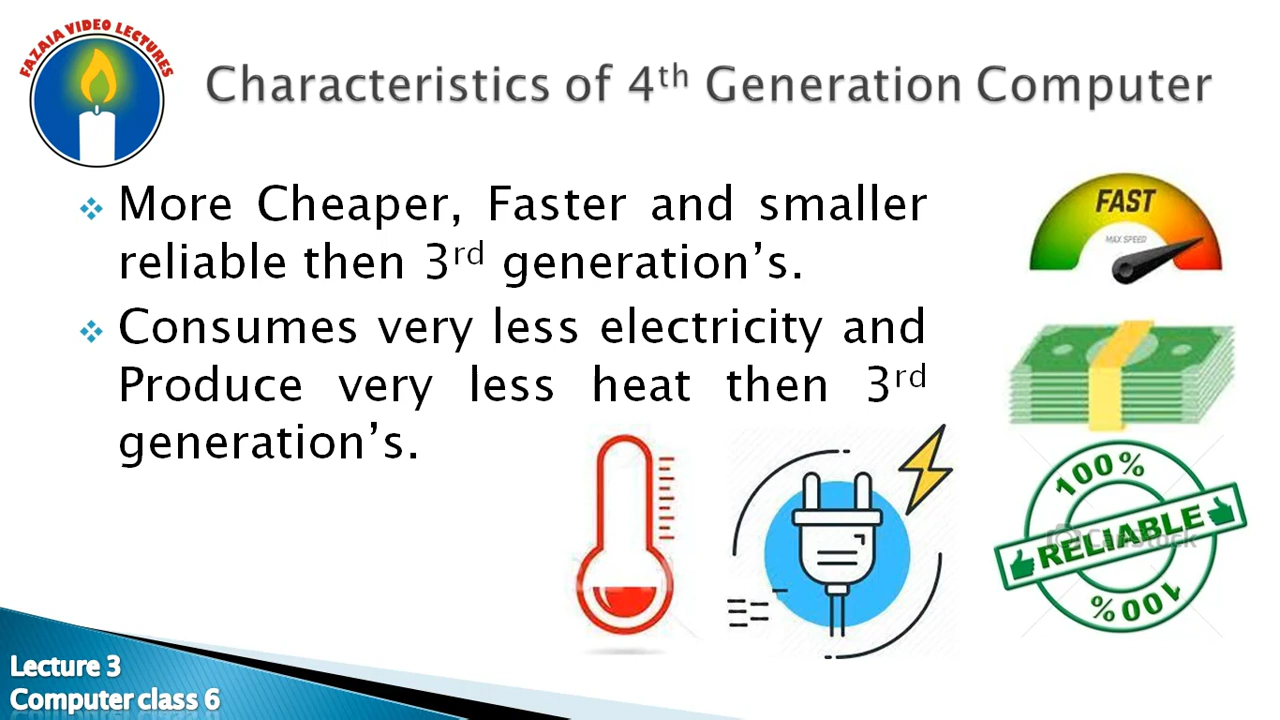 FAZAIA VIDEO LECTURES
Characteristics of 4th Generation Computer
More Cheaper, Faster and smaller
reliable then 3rd generation’s.
Consumes very less electricity and
Produce very less heat then 3rd
generation’s.
FAST
MAX SPEED
100%
RELIABLE
CanStock
100%
Lecture 3
Computer class 6